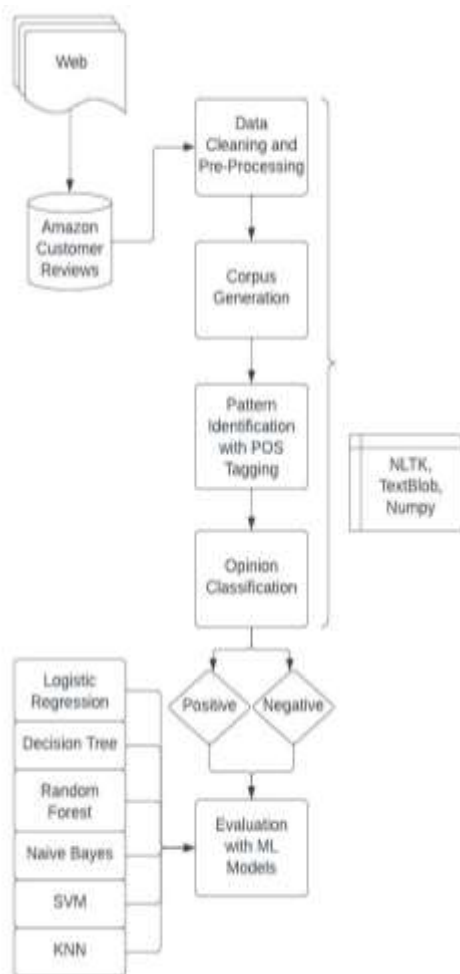 Web
Amazon
Customer
Reviews
Data
Cleaning and
Pre-Processing
Corpus
Generation
Pattern
Identification
with POS
Tagging
NLTK,
TextBlob,
Numpy
Opinion
Classification
Positive
Negative
Logistic
Regression
Decision Tree
Random
Forest
Naive Bayes
SVM
KNN
Evaluation
with ML
Models